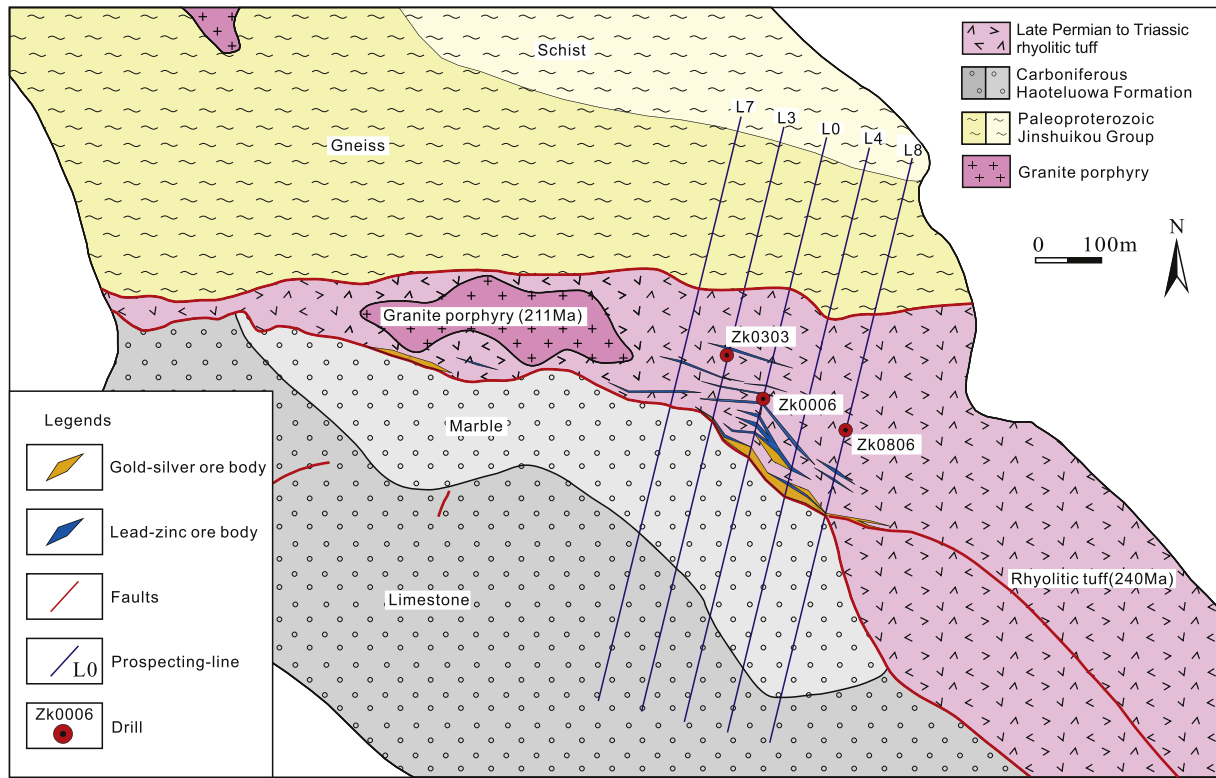 Schist
Late Permian to Triassic
rhyolitic tuff
Carboniferous
Haoteluowa Formation
Paleoproterozoic
Jinshuikou Group
Granite porphyry
L7
L3
L0
L4
L8
Gneiss
N
0 100m
Granite porphyry (211Ma)
Zk0303
Zk0006
Zk0806
Marble
Rhyolitic tuff(240Ma)
Limestone
Legends
Gold-silver ore body
Lead-zinc ore body
Faults
L0
Prospecting-line
Zk0006
Drill